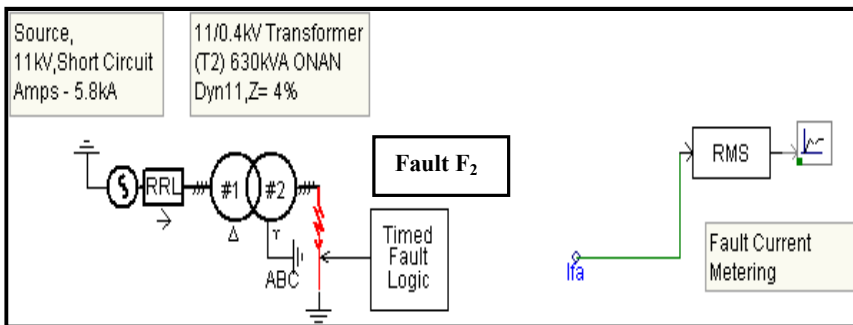 Source,
11kV,Short Circuit
Amps - 5.8kA
11/0.4kV Transformer
(T2) 630kVA ONAN
Dyn11,Z= 4%
Fault F₂
RRL
#1
#2
Δ
ABC
Timed
Fault
Logic
RMS
Ifa
Fault Current
Metering